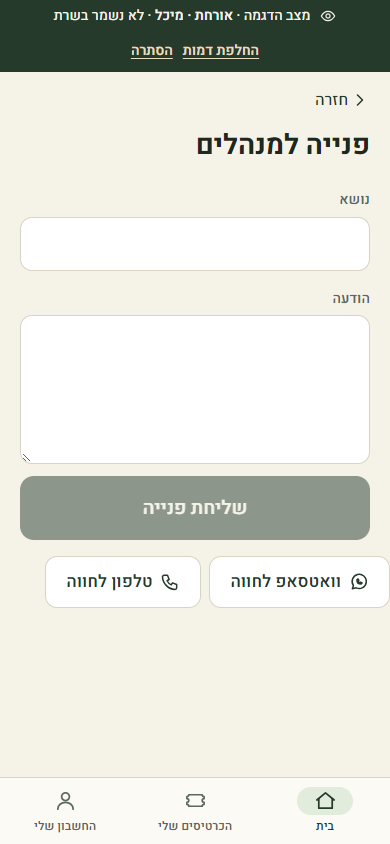 מצב הדגמה · אורחת · מיכל · לא נשמר בשרת
החלפת דמות הסתרה
חזרה
פנייה למנהלים
נושא
הודעה
שליחת פנייה
וואטסאפ לחווה טלפון לחווה
בית הכרטיסים שלי החשבון שלי